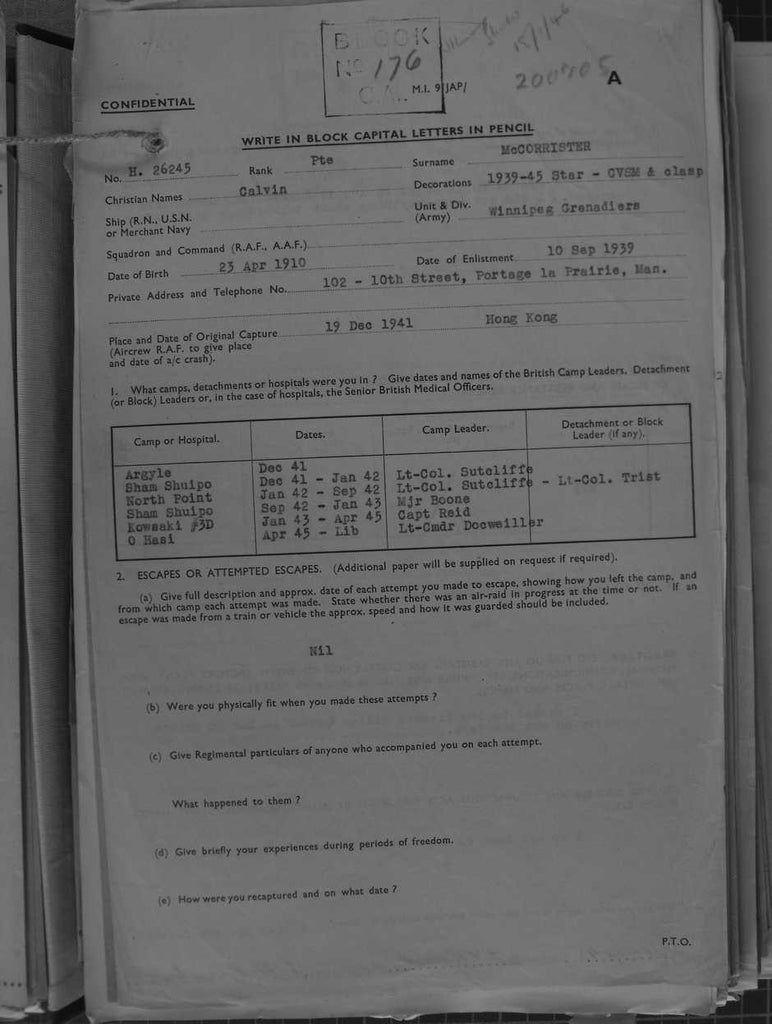 BLOCK
No 176
C.A.
M.I. 9/JAP/
A
CONFIDENTIAL
WRITE IN BLOCK CAPITAL LETTERS IN PENCIL
No. H. 26245 Rank Pte Surname McCORRISTER
Christian Names Calvin Decorations 1939-45 Star - CVSM & clasp
Ship (R.N., U.S.N. or Merchant Navy Unit & Div. (Army) Winnipeg Grenadiers
Squadron and Command (R.A.F., A.A.F.)
Date of Birth 23 Apr 1910 Date of Enlistment 10 Sep 1939
Private Address and Telephone No. 102 - 10th Street, Portage la Prairie, Man.
Place and Date of Original Capture 19 Dec 1941 Hong Kong
(Aircrew R.A.F. to give place
and date of a/c crash).
1. What camps, detachments or hospitals were you in ? Give dates and names of the British Camp Leaders, Detachment
(or Block) Leaders or, in the case of hospitals, the Senior British Medical Officers.
Camp or Hospital. Dates. Camp Leader. Detachment or Block Leader (if any).
Argyle Dec 41
Sham Shuipo Dec 41 - Jan 42 Lt-Col. Sutcliffe
North Point Jan 42 - Sep 42 Lt-Col. Sutcliffe - Lt-Col. Trist
Sham Shuipo Sep 42 - Jan 43 Mjr Boone
Kowsaki #3D Jan 43 - Apr 45 Capt Reid
O Hasi Apr 45 - Lib Lt-Cmdr Docweiller
2. ESCAPES OR ATTEMPTED ESCAPES. (Additional paper will be supplied on request if required).
(a) Give full description and approx. date of each attempt you made to escape, showing how you left the camp, and
from which camp each attempt was made. State whether there was an air-raid in progress at the time or not. If an
escape was made from a train or vehicle the approx. speed and how it was guarded should be included.
Nil
(b) Were you physically fit when you made these attempts ?
(c) Give Regimental particulars of anyone who accompanied you on each attempt.
What happened to them ?
(d) Give briefly your experiences during periods of freedom.
(e) How were you recaptured and on what date ?
P.T.O.